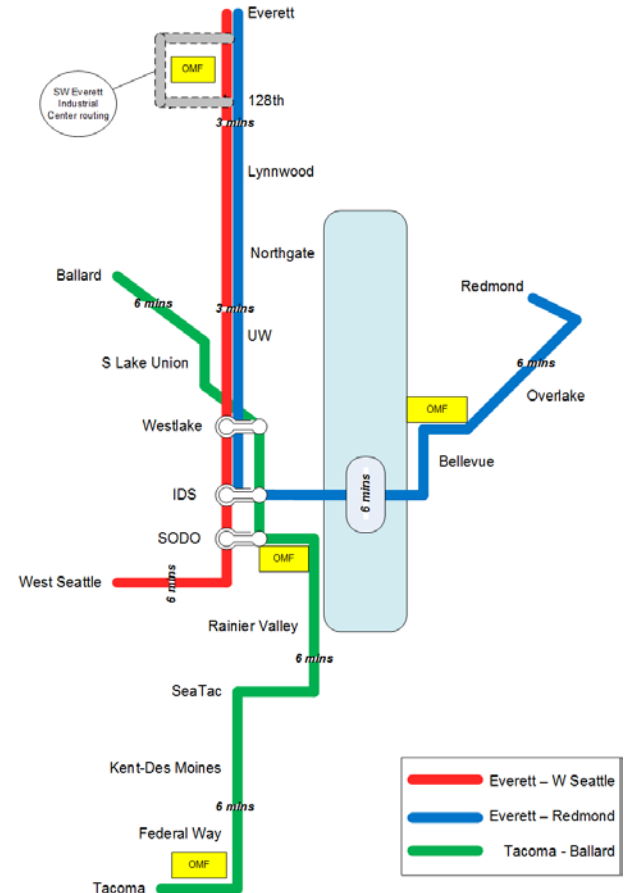 Everett
OMF
SW Everett
Industrial
Center routing
128th
3 mins
Lynnwood
Northgate
Ballard
6 mins
Redmond
3 mins
UW
S Lake Union
6 mins
Overlake
OMF
Westlake
Bellevue
IDS
6 mins
SODO
OMF
West Seattle
6 mins
Rainier Valley
6 mins
SeaTac
Kent-Des Moines
Everett – W Seattle
6 mins
Everett – Redmond
Federal Way
Tacoma - Ballard
OMF
Tacoma